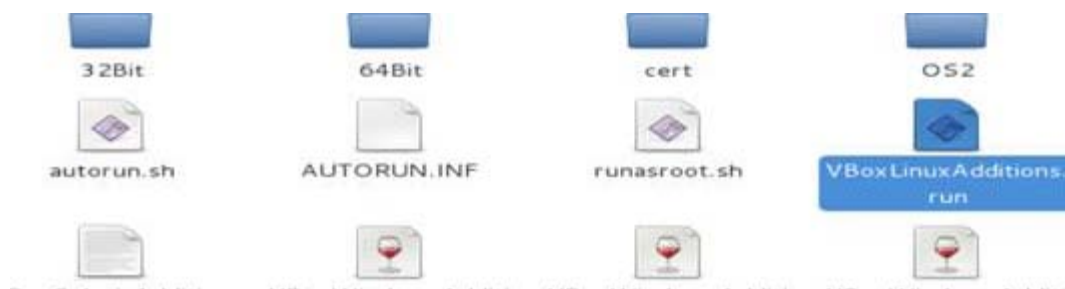 32Bit
64Bit
cert
OS2
autorun.sh
AUTORUN.INF
runasroot.sh
VBoxLinuxAdditions.
run